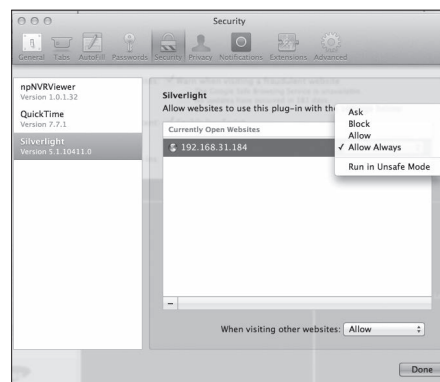 Security
General Tabs AutoFill Passwords Security Privacy Notifications Extensions Advanced
npNVRViewer
Version 1.0.1.32
QuickTime
Version 7.7.1
Silverlight
Version 5.1.10411.0
Silverlight
Allow websites to use this plug-in with the
Currently Open Websites
192.168.31.184
Ask
Block
Allow
✓ Allow Always
Run in Unsafe Mode
−
When visiting other websites: Allow
Done